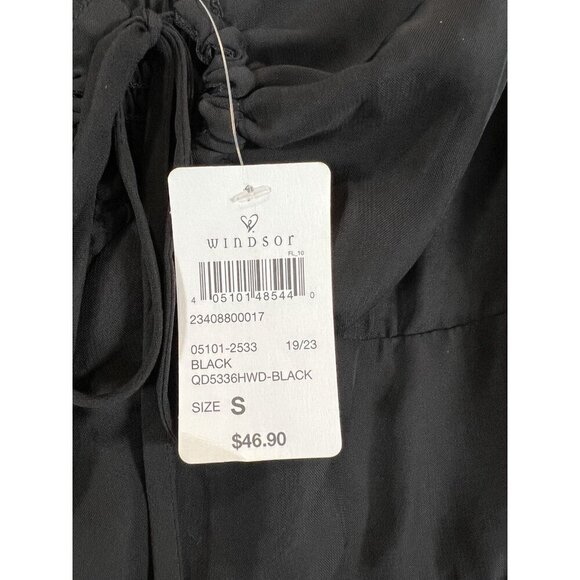 WINDSOR
FL_10
4 05101 48544 0
23408800017
05101-2533 19/23
BLACK
QD5336HWD-BLACK
SIZE S
$46.90